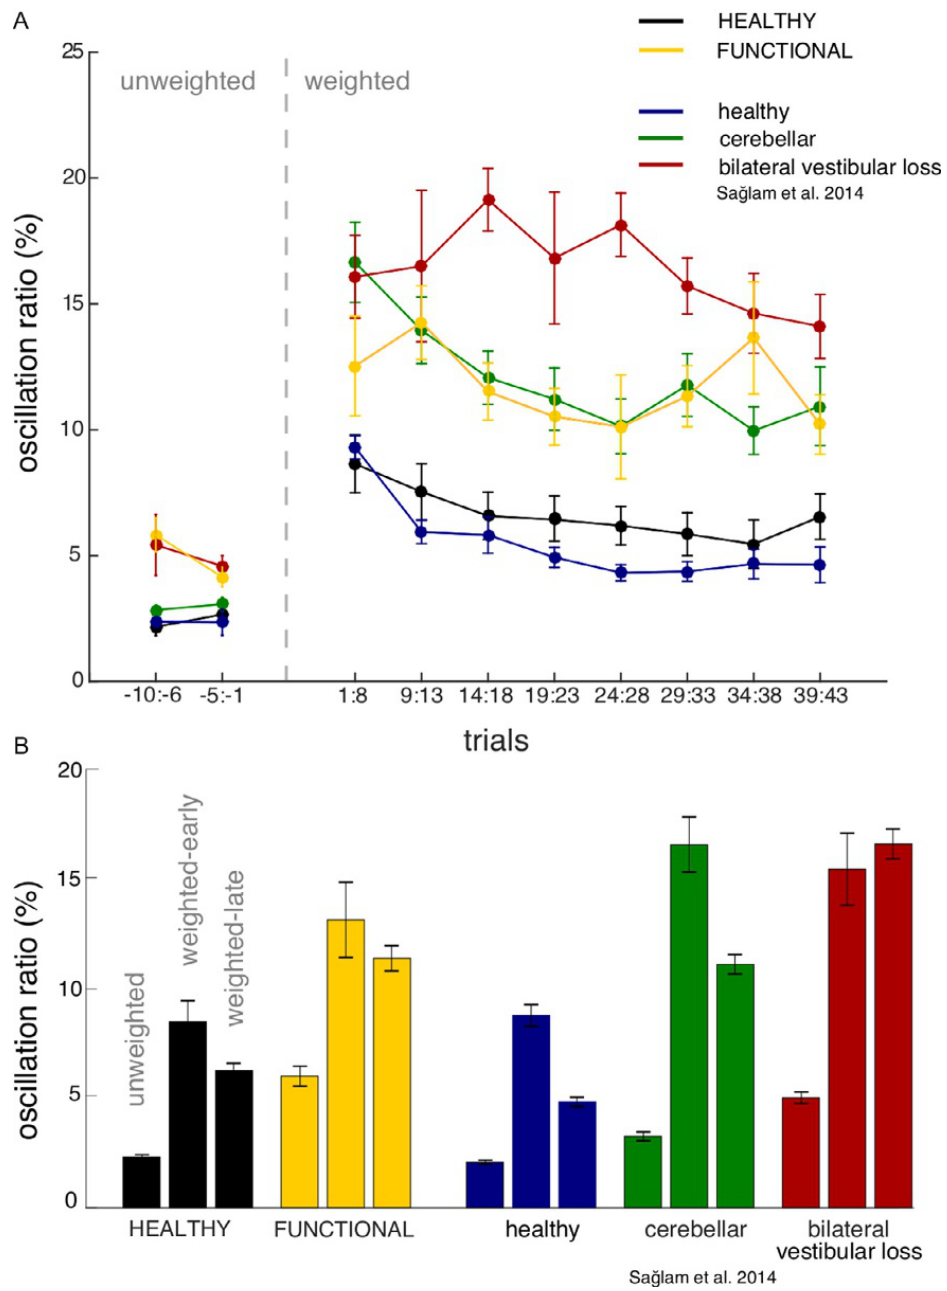 A
HEALTHY
FUNCTIONAL
healthy
cerebellar
bilateral vestibular loss
Sağlam et al. 2014
unweighted
weighted
oscillation ratio (%)
25
20
15
10
5
0
-10:-6
-5:-1
1:8
9:13
14:18
19:23
24:28
29:33
34:38
39:43
trials
B
oscillation ratio (%)
20
15
10
5
0
unweighted
weighted-early
weighted-late
HEALTHY
FUNCTIONAL
healthy
cerebellar
bilateral
vestibular loss
Sağlam et al. 2014